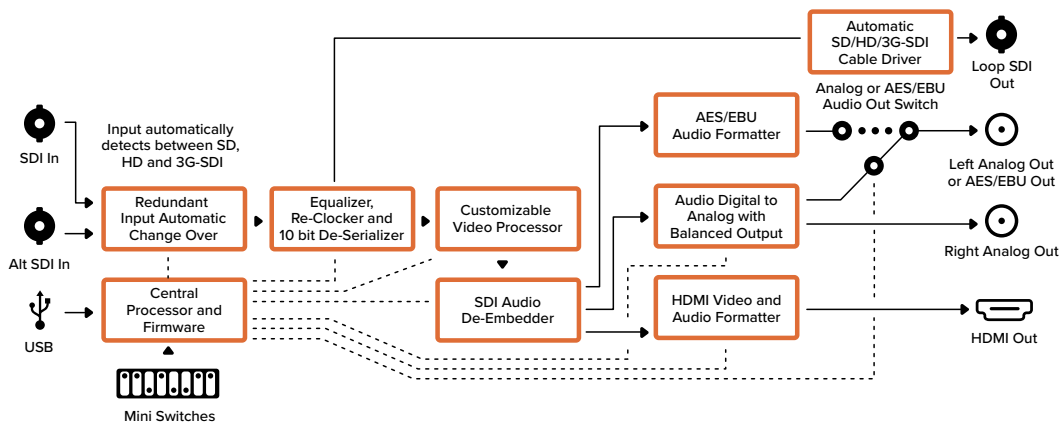 Automatic
SD/HD/3G-SDI
Cable Driver
Loop SDI
Out
Analog or AES/EBU
Audio Out Switch
SDI In
Input automatically
detects between SD,
HD and 3G-SDI
AES/EBU
Audio Formatter
Left Analog Out
or AES/EBU Out
Alt SDI In
Redundant
Input Automatic
Change Over
Equalizer,
Re-Clocker and
10 bit De-Serializer
Customizable
Video Processor
Audio Digital to
Analog with
Balanced Output
Right Analog Out
USB
Central
Processor and
Firmware
SDI Audio
De-Embedder
HDMI Video and
Audio Formatter
HDMI Out
Mini Switches